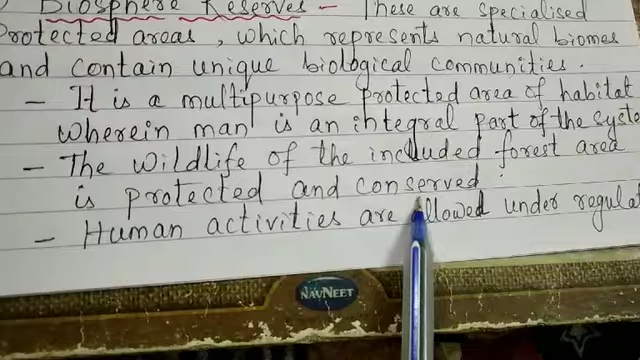 Biosphere Reserves - These are specialised
Protected areas, which represents natural biomes
and contain unique biological communities.
- It is a multipurpose protected area of habitat
wherein man is an integral part of the syste
- The wildlife of the included forest area
is protected and conserved.
- Human activities are allowed under regula
NAVNEET